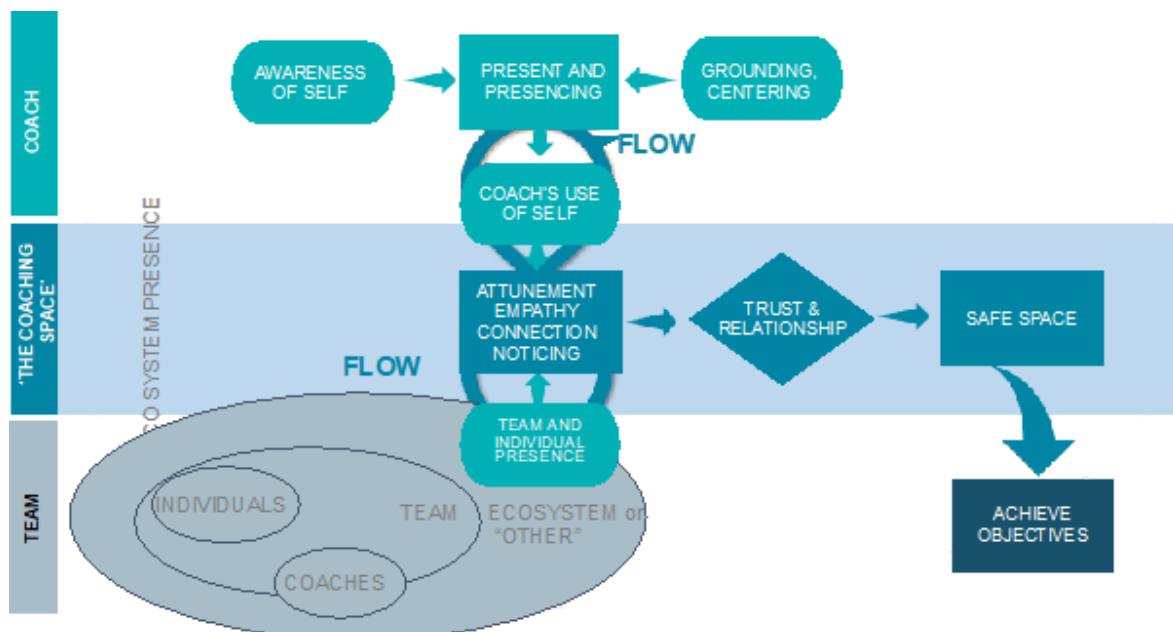 COACH
AWARENESS
OF SELF
PRESENT AND
PRESENCING
GROUNDING,
CENTERING
FLOW
COACH'S USE
OF SELF
'THE COACHING
SPACE'
SYSTEM PRESENCE
ATTUNEMENT
EMPATHY
CONNECTION
NOTICING
TRUST &
RELATIONSHIP
SAFE SPACE
FLOW
TEAM
TEAM AND
INDIVIDUAL
PRESENCE
INDIVIDUALS
TEAM
ECOSYSTEM or
"OTHER"
COACHES
ACHIEVE
OBJECTIVES